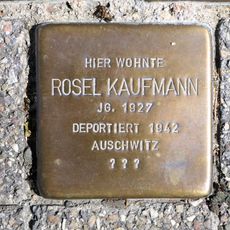 HIER WOHNTE
ROSEL KAUFMANN
JG. 1927
DEPORTIERT 1942
AUSCHWITZ
? ? ?